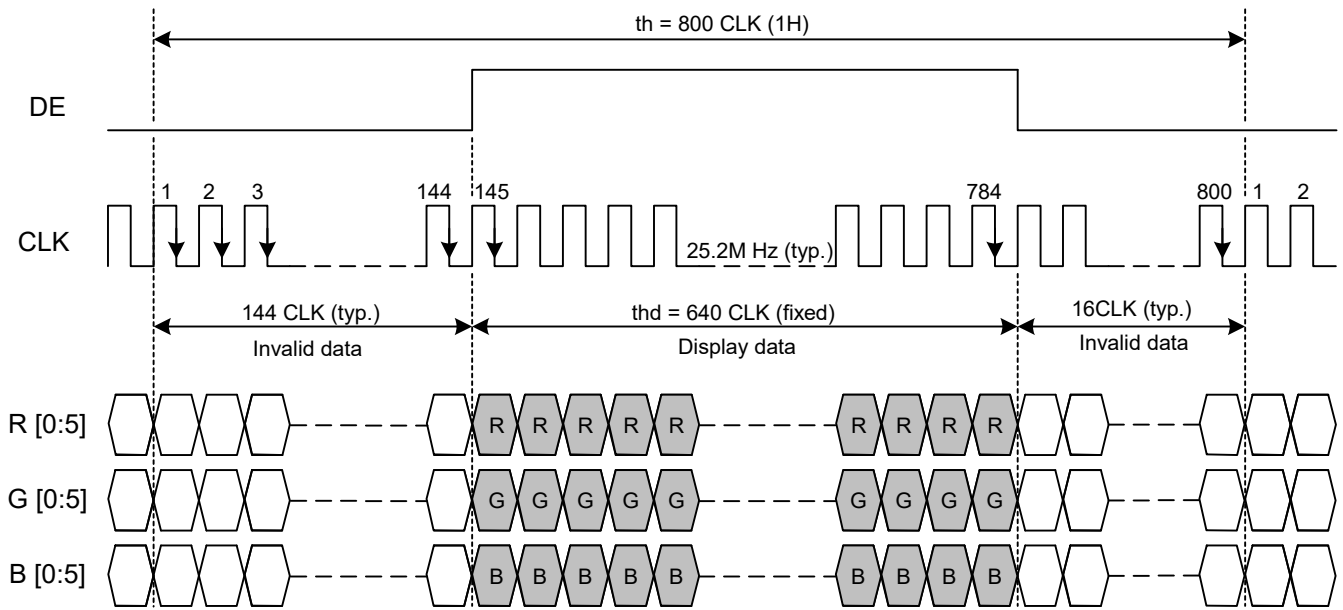 th = 800 CLK (1H)
DE
1 2 3 144 145 784 800 1 2
CLK
25.2M Hz (typ.)
144 CLK (typ.) thd = 640 CLK (fixed) 16CLK (typ.)
Invalid data Display data Invalid data
R [0:5] R R R R R R R R R
G [0:5] G G G G G G G G G
B [0:5] B B B B B B B B B